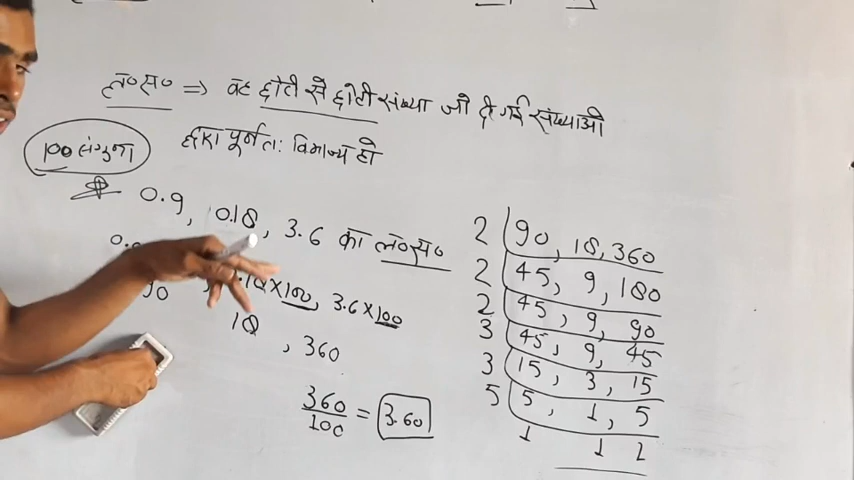 ल०स० => वह छोटी से छोटी संख्या जो दी गई संख्याओं
द्वारा पूर्णत: विभाज्य हो
100 संगुना
0.9, 0.18, 3.6 का ल०स०
×100, 3.6×100
90
18, 360
360/100 = 3.60
2 | 90, 18, 360
2 | 45, 9, 180
2 | 45, 9, 90
3 | 45, 9, 45
3 | 15, 3, 15
5 | 5, 1, 5
1 1 1